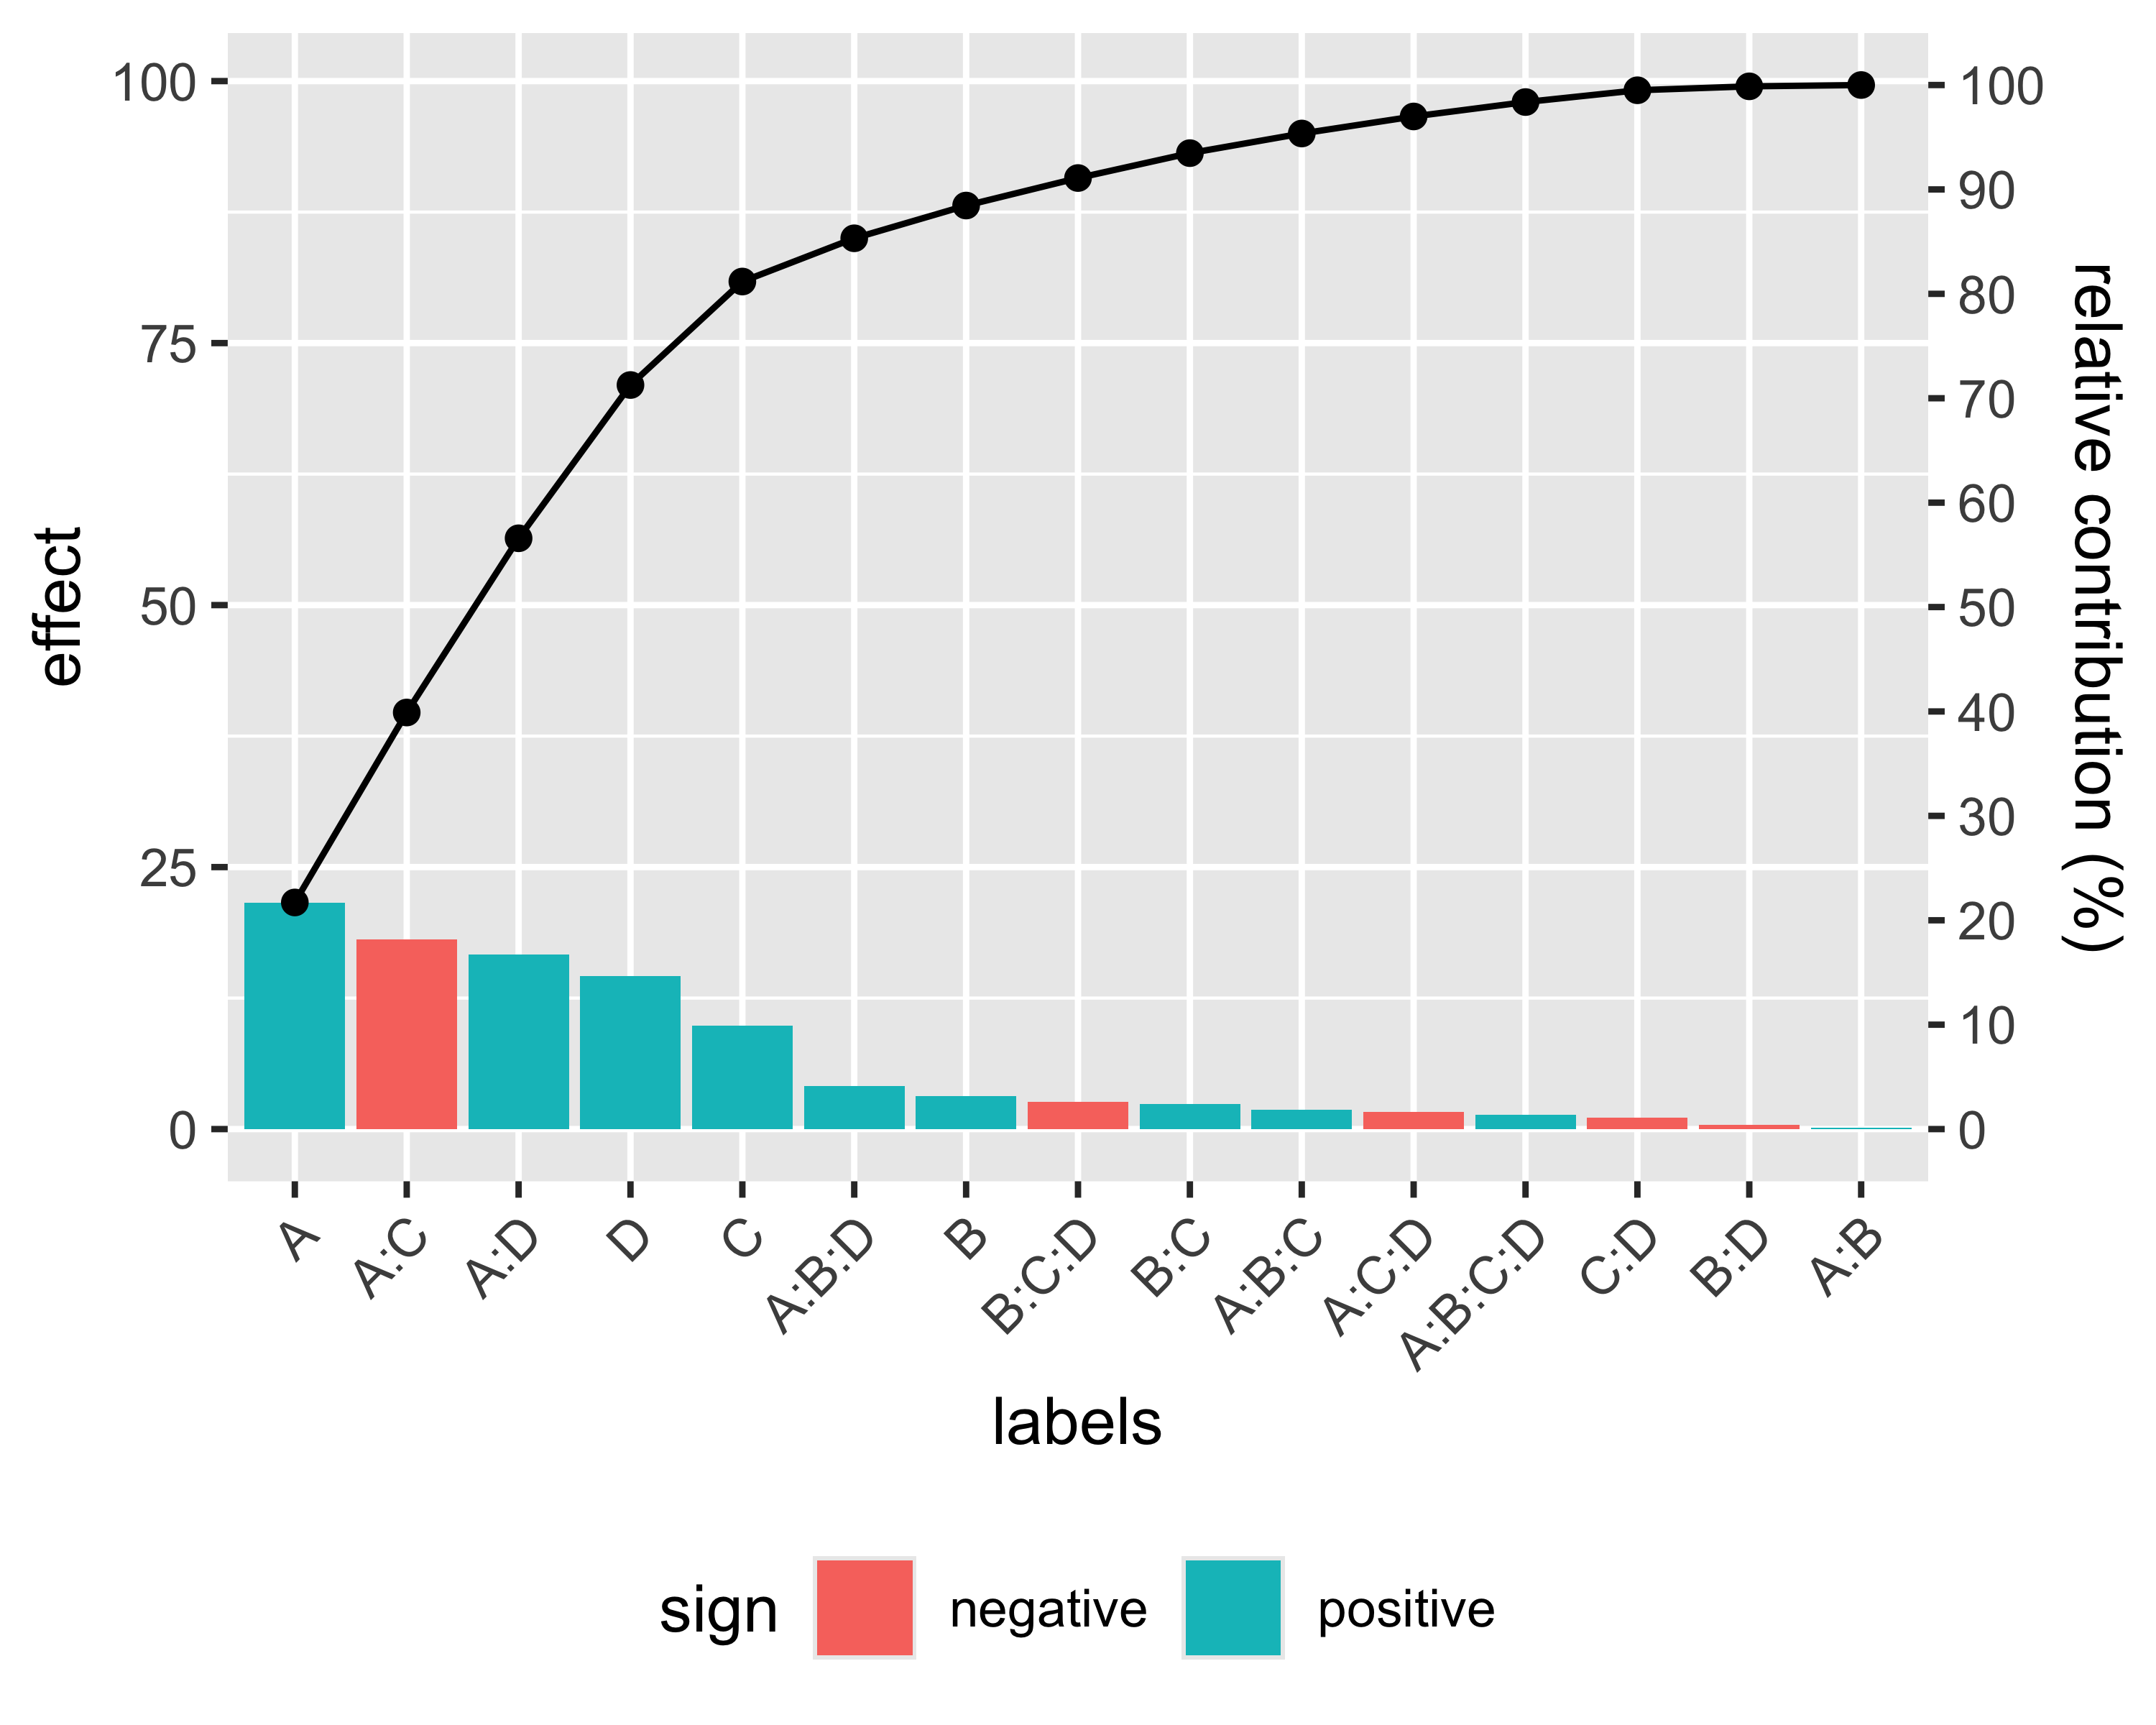 effect
100
75
50
25
0
100
90
80
70
60
50
40
30
20
10
0
relative contribution (%)
A
A:C
A:D
D
C
A:B:D
B
B:C:D
B:C
A:B:C
A:C:D
A:B:C:D
C:D
B:D
A:B
labels
sign negative positive